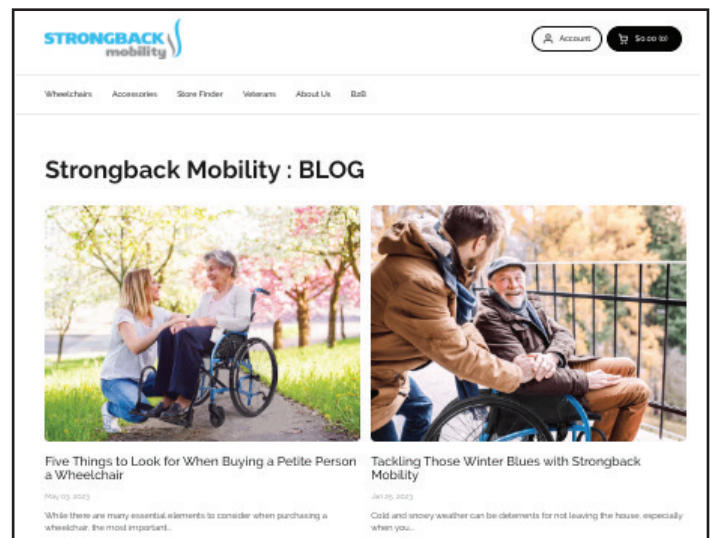 STRONGBACK
mobility
Account
$0.00 (0)
Wheelchairs Accessories Store Finder Veterans About Us B2B
Strongback Mobility : BLOG
Five Things to Look for When Buying a Petite Person
a Wheelchair
May 03, 2023
While there are many essential elements to consider when purchasing a
wheelchair, the most important...
Tackling Those Winter Blues with Strongback
Mobility
Jan 25, 2023
Cold and snowy weather can be deterrents for not leaving the house, especially
when you...